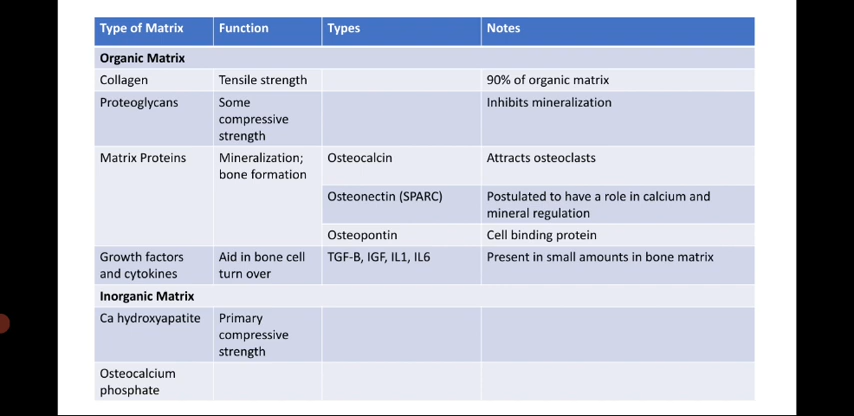 Type of Matrix Function Types Notes
Organic Matrix
Collagen Tensile strength 90% of organic matrix
Proteoglycans Some Inhibits mineralization
compressive
strength
Matrix Proteins Mineralization; Osteocalcin Attracts osteoclasts
bone formation
Osteonectin (SPARC) Postulated to have a role in calcium and
mineral regulation
Osteopontin Cell binding protein
Growth factors Aid in bone cell TGF-B, IGF, IL1, IL6 Present in small amounts in bone matrix
and cytokines turn over
Inorganic Matrix
Ca hydroxyapatite Primary
compressive
strength
Osteocalcium
phosphate